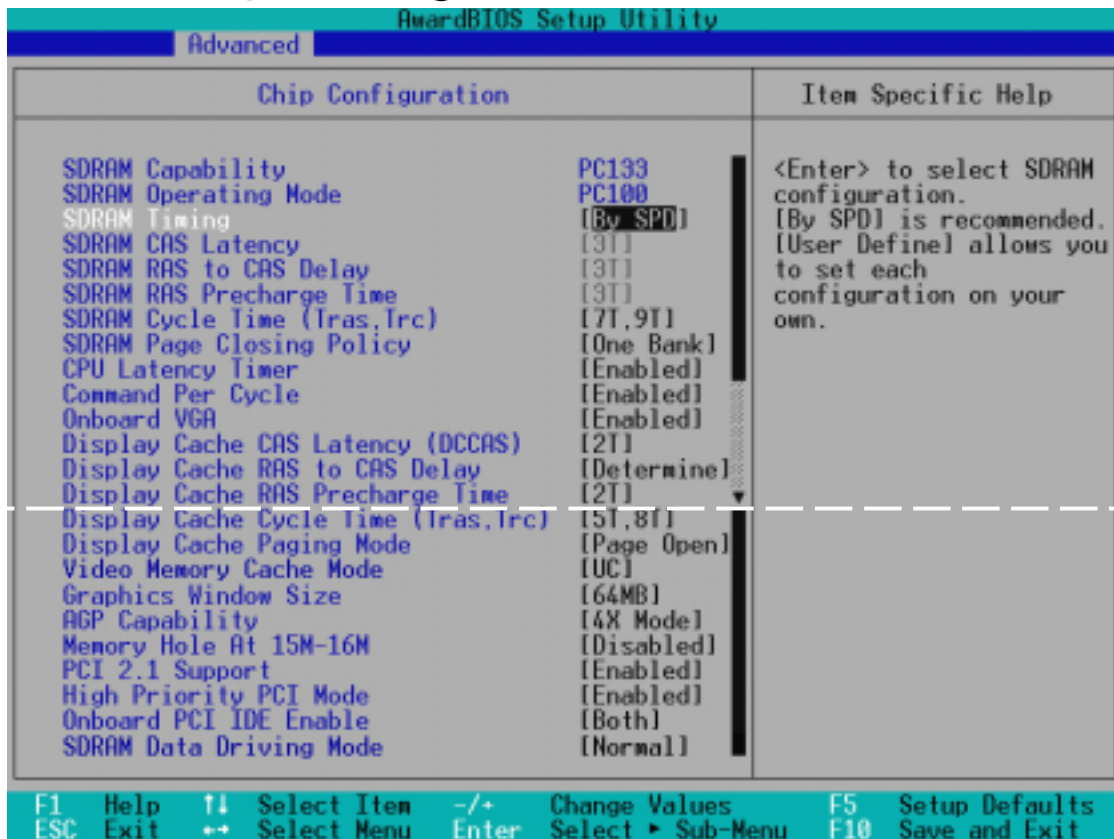 AwardBIOS Setup Utility
Advanced
Chip Configuration
Item Specific Help
SDRAM Capability PC133
SDRAM Operating Mode PC100
SDRAM Timing [By SPD]
SDRAM CAS Latency [3T]
SDRAM RAS to CAS Delay [3T]
SDRAM RAS Precharge Time [3T]
SDRAM Cycle Time (Tras,Trc) [7T,9T]
SDRAM Page Closing Policy [One Bank]
CPU Latency Timer [Enabled]
Command Per Cycle [Enabled]
Onboard VGA [Enabled]
Display Cache CAS Latency (DCCAS) [2T]
Display Cache RAS to CAS Delay [Determine]
Display Cache RAS Precharge Time [2T]
Display Cache Cycle Time (Tras,Trc) [5T,8T]
Display Cache Paging Mode [Page Open]
Video Memory Cache Mode [UC]
Graphics Window Size [64MB]
AGP Capability [4X Mode]
Memory Hole At 15M-16M [Disabled]
PCI 2.1 Support [Enabled]
High Priority PCI Mode [Enabled]
Onboard PCI IDE Enable [Both]
SDRAM Data Driving Mode [Normal]
<Enter> to select SDRAM
configuration.
[By SPD] is recommended.
[User Define] allows you
to set each
configuration on your
own.
F1 Help ↑↓ Select Item -/+ Change Values F5 Setup Defaults
ESC Exit ←→ Select Menu Enter Select ► Sub-Menu F10 Save and Exit